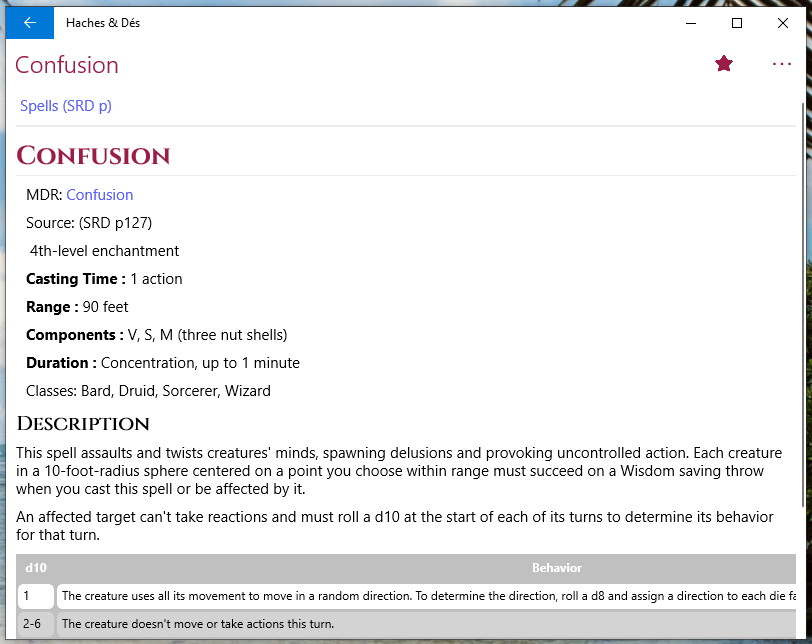 Haches & Dés
Confusion
Spells (SRD p)
Confusion
MDR: Confusion
Source: (SRD p127)
4th-level enchantment
Casting Time : 1 action
Range : 90 feet
Components : V, S, M (three nut shells)
Duration : Concentration, up to 1 minute
Classes: Bard, Druid, Sorcerer, Wizard
Description
This spell assaults and twists creatures' minds, spawning delusions and provoking uncontrolled action. Each creature
in a 10-foot-radius sphere centered on a point you choose within range must succeed on a Wisdom saving throw
when you cast this spell or be affected by it.
An affected target can't take reactions and must roll a d10 at the start of each of its turns to determine its behavior
for that turn.
d10 Behavior
1 The creature uses all its movement to move in a random direction. To determine the direction, roll a d8 and assign a direction to each die
2-6 The creature doesn't move or take actions this turn.